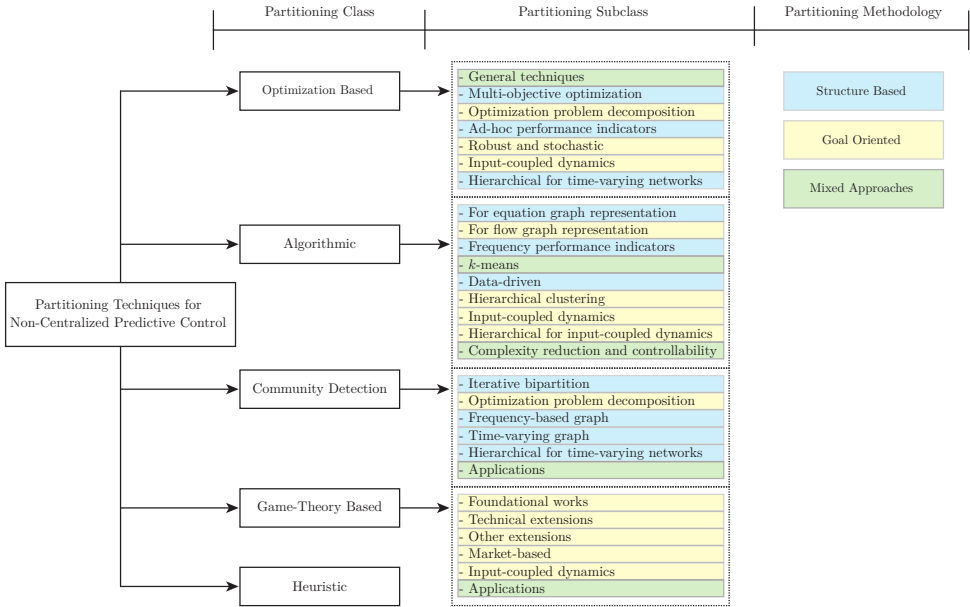 Partitioning Class
Partitioning Subclass
Partitioning Methodology
Partitioning Techniques for
Non-Centralized Predictive Control
Optimization Based
- General techniques
- Multi-objective optimization
- Optimization problem decomposition
- Ad-hoc performance indicators
- Robust and stochastic
- Input-coupled dynamics
- Hierarchical for time-varying networks
Algorithmic
- For equation graph representation
- For flow graph representation
- Frequency performance indicators
- k-means
- Data-driven
- Hierarchical clustering
- Input-coupled dynamics
- Hierarchical for input-coupled dynamics
- Complexity reduction and controllability
Community Detection
- Iterative bipartition
- Optimization problem decomposition
- Frequency-based graph
- Time-varying graph
- Hierarchical for time-varying networks
- Applications
Game-Theory Based
- Foundational works
- Technical extensions
- Other extensions
- Market-based
- Input-coupled dynamics
- Applications
Heuristic
Structure Based
Goal Oriented
Mixed Approaches